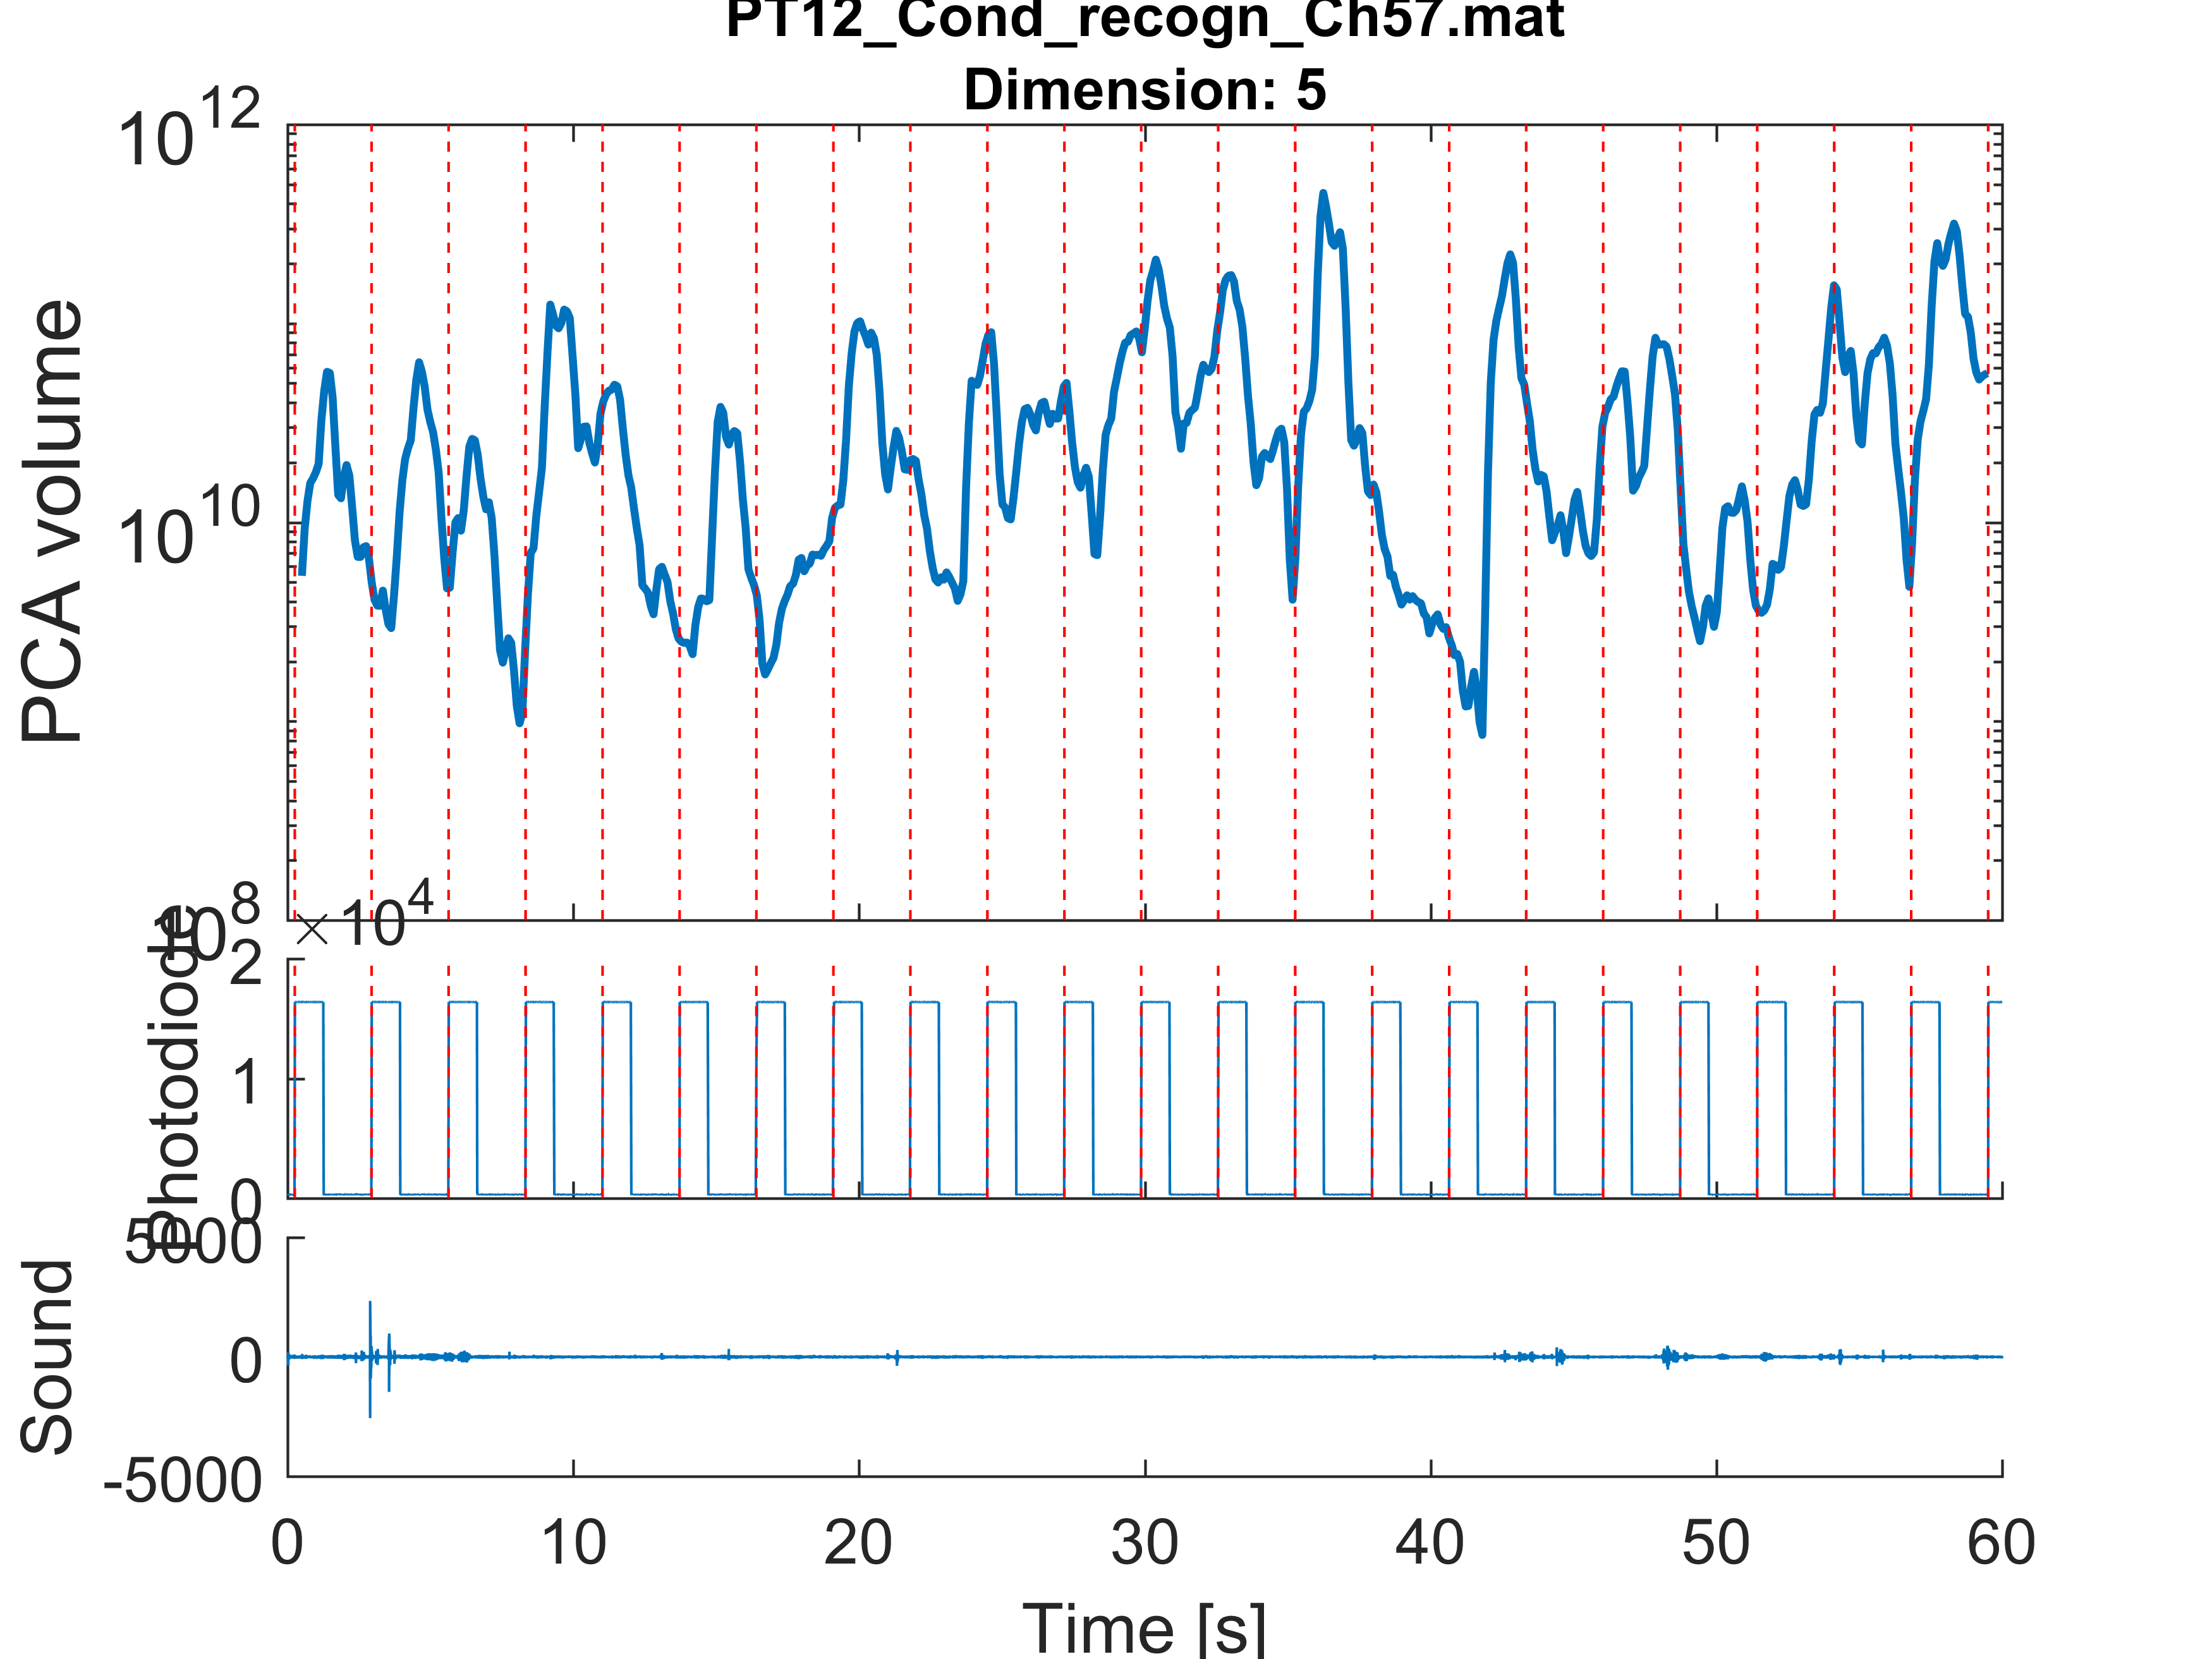 PT12_Cond_recogn_Ch57.mat
Dimension: 5
10^12
10^10
10^8
PCA volume
×10^4
2
1
0
Photodiode
5000
0
-5000
Sound
0 10 20 30 40 50 60
Time [s]